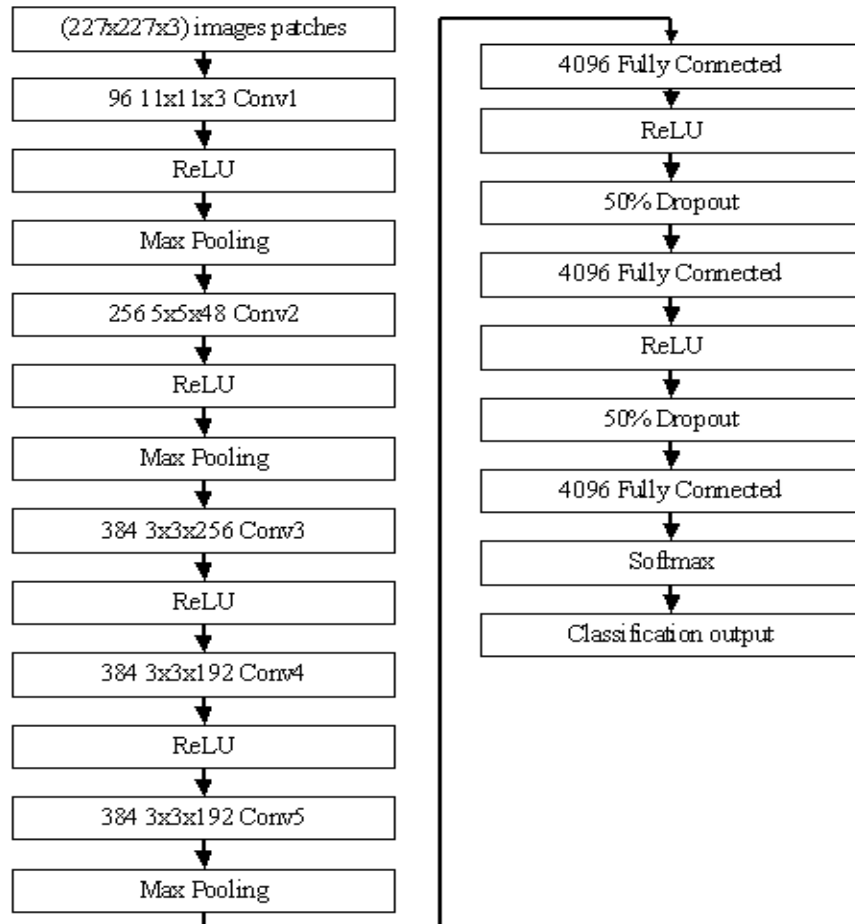 (227x227x3) images patches
96 11x11x3 Conv1
ReLU
Max Pooling
256 5x5x48 Conv2
ReLU
Max Pooling
384 3x3x256 Conv3
ReLU
384 3x3x192 Conv4
ReLU
384 3x3x192 Conv5
Max Pooling
4096 Fully Connected
ReLU
50% Dropout
4096 Fully Connected
ReLU
50% Dropout
4096 Fully Connected
Softmax
Classification output